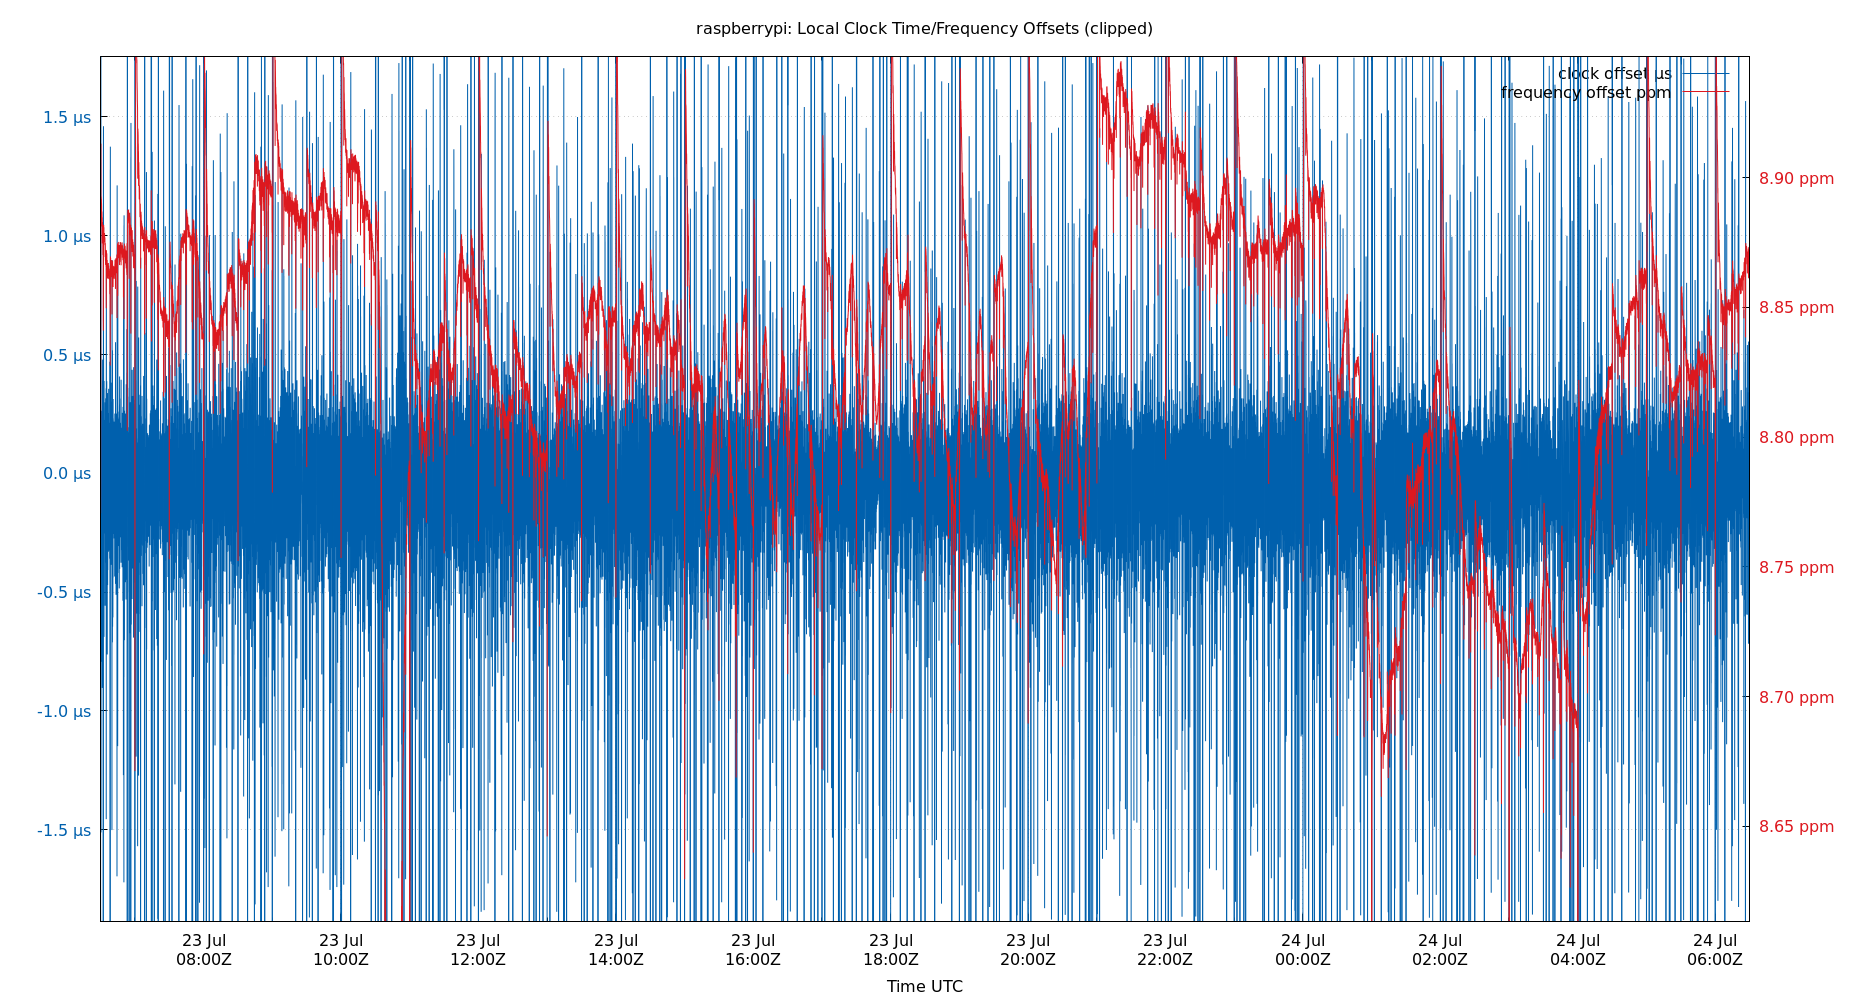 raspberrypi: Local Clock Time/Frequency Offsets (clipped)
clock offset µs
frequency offset ppm
1.5 µs
1.0 µs
0.5 µs
0.0 µs
-0.5 µs
-1.0 µs
-1.5 µs
8.90 ppm
8.85 ppm
8.80 ppm
8.75 ppm
8.70 ppm
8.65 ppm
23 Jul 23 Jul 23 Jul 23 Jul 23 Jul 23 Jul 23 Jul 23 Jul 24 Jul 24 Jul 24 Jul 24 Jul
08:00Z 10:00Z 12:00Z 14:00Z 16:00Z 18:00Z 20:00Z 22:00Z 00:00Z 02:00Z 04:00Z 06:00Z
Time UTC